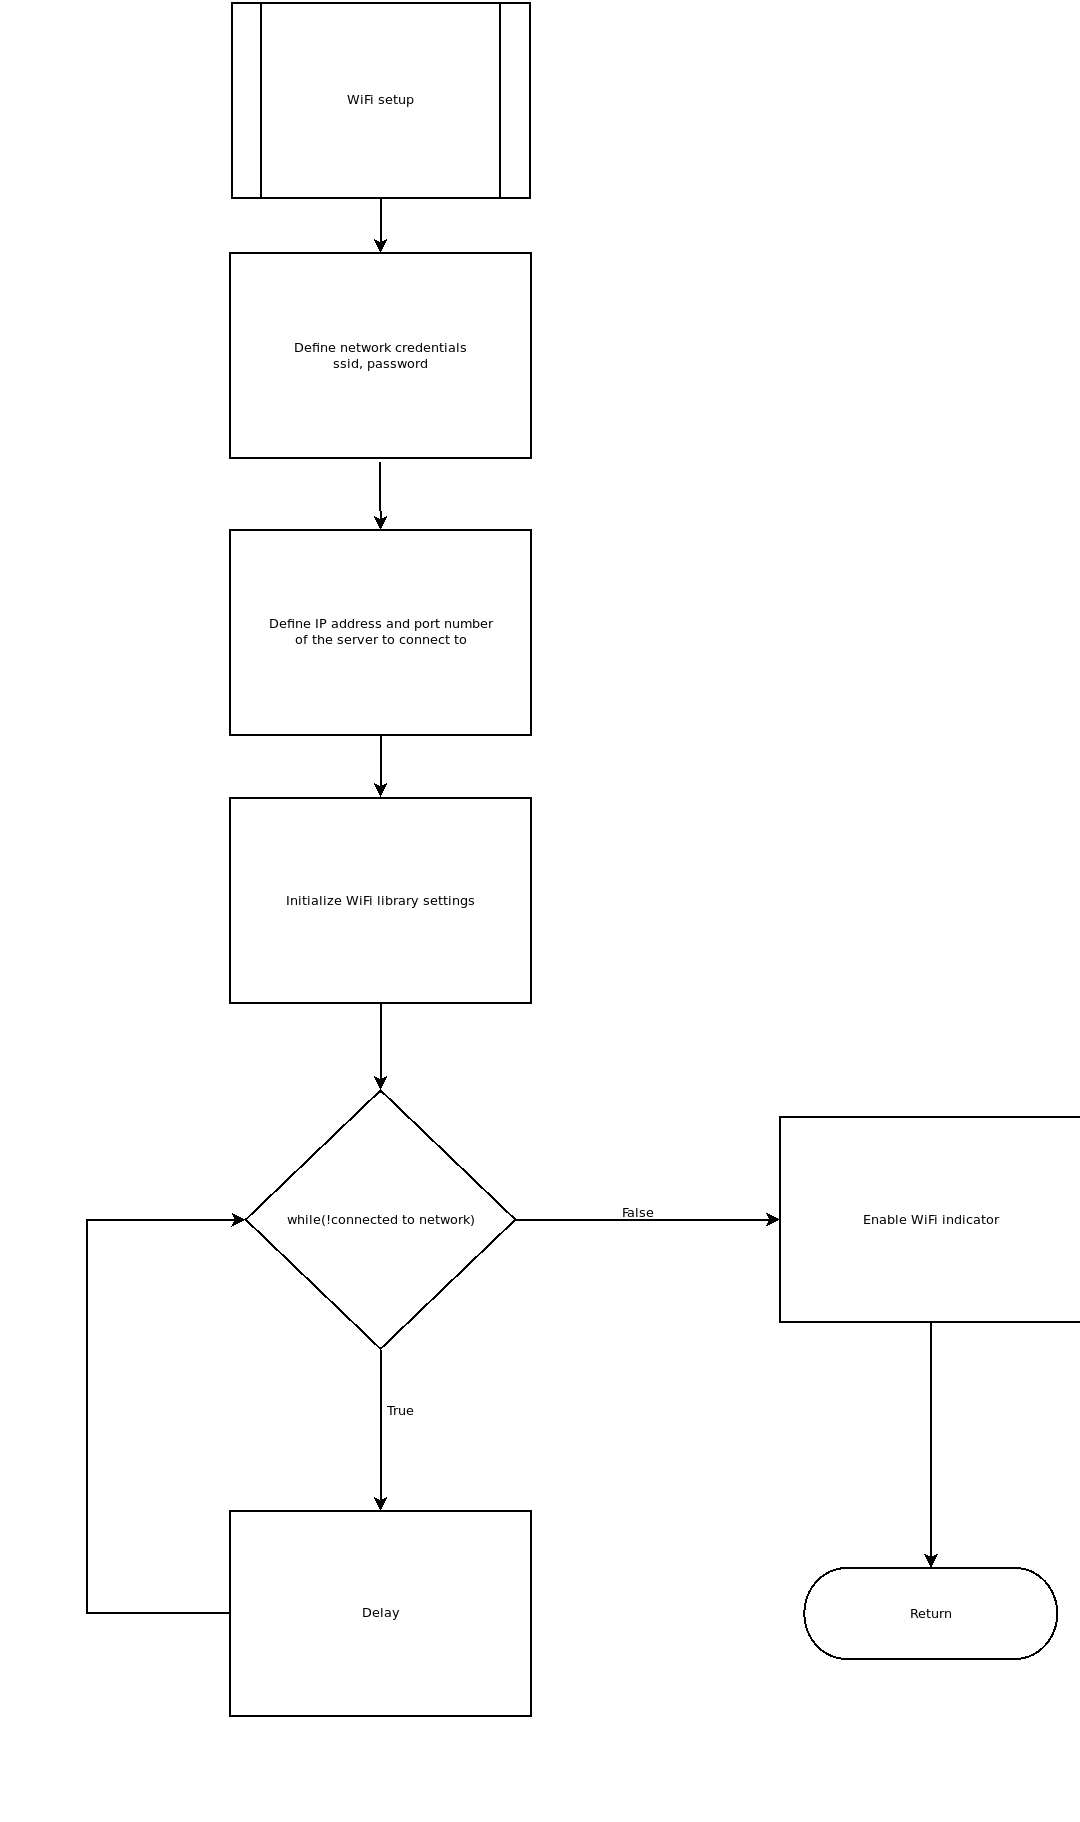 WiFi setup
Define network credentials
ssid, password
Define IP address and port number
of the server to connect to
Initialize WiFi library settings
while(!connected to network)
False
Enable WiFi indicator
True
Delay
Return